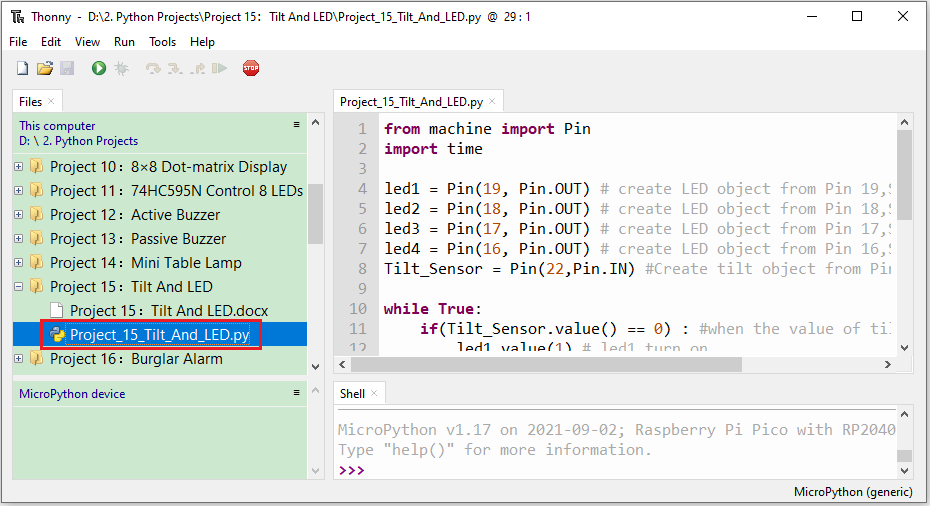 Thonny - D:\2. Python Projects\Project 15：Tilt And LED\Project_15_Tilt_And_LED.py @ 29 : 1
File Edit View Run Tools Help
STOP
Files ×
This computer
D: \ 2. Python Projects
Project 10：8×8 Dot-matrix Display
Project 11：74HC595N Control 8 LEDs
Project 12：Active Buzzer
Project 13：Passive Buzzer
Project 14：Mini Table Lamp
Project 15：Tilt And LED
Project 15：Tilt And LED.docx
Project_15_Tilt_And_LED.py
Project 16：Burglar Alarm
MicroPython device
Project_15_Tilt_And_LED.py ×
1 from machine import Pin
2 import time
3
4 led1 = Pin(19, Pin.OUT) # create LED object from Pin 19,S
5 led2 = Pin(18, Pin.OUT) # create LED object from Pin 18,S
6 led3 = Pin(17, Pin.OUT) # create LED object from Pin 17,S
7 led4 = Pin(16, Pin.OUT) # create LED object from Pin 16,S
8 Tilt_Sensor = Pin(22,Pin.IN) #Create tilt object from Pin
9
10 while True:
11 if(Tilt_Sensor.value() == 0) : #when the value of til
12 led1.value(1) # led1 turn on
Shell ×
MicroPython v1.17 on 2021-09-02; Raspberry Pi Pico with RP2040
Type "help()" for more information.
>>>
MicroPython (generic)